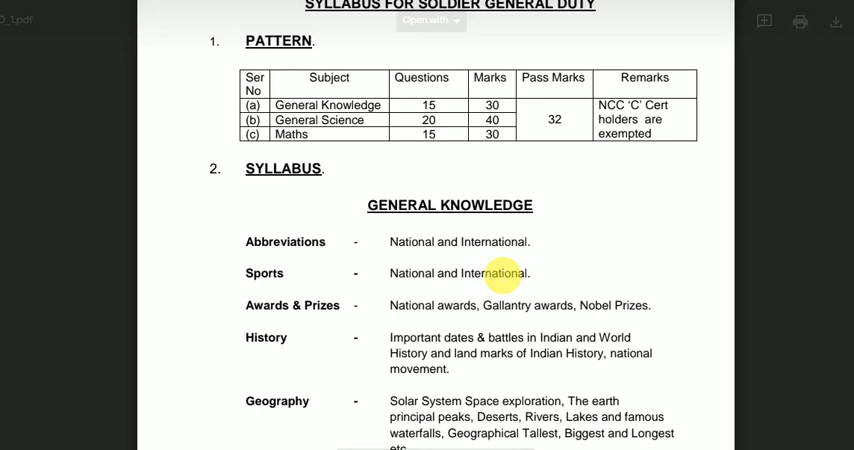 _1.pdf
SYLLABUS FOR SOLDIER GENERAL DUTY
Open with
1. PATTERN.
Ser No Subject Questions Marks Pass Marks Remarks
(a) General Knowledge 15 30 32 NCC ‘C’ Cert holders are exempted
(b) General Science 20 40
(c) Maths 15 30
2. SYLLABUS.
GENERAL KNOWLEDGE
Abbreviations - National and International.
Sports - National and International.
Awards & Prizes - National awards, Gallantry awards, Nobel Prizes.
History - Important dates & battles in Indian and World
History and land marks of Indian History, national
movement.
Geography - Solar System Space exploration, The earth
principal peaks, Deserts, Rivers, Lakes and famous
waterfalls, Geographical Tallest, Biggest and Longest
etc